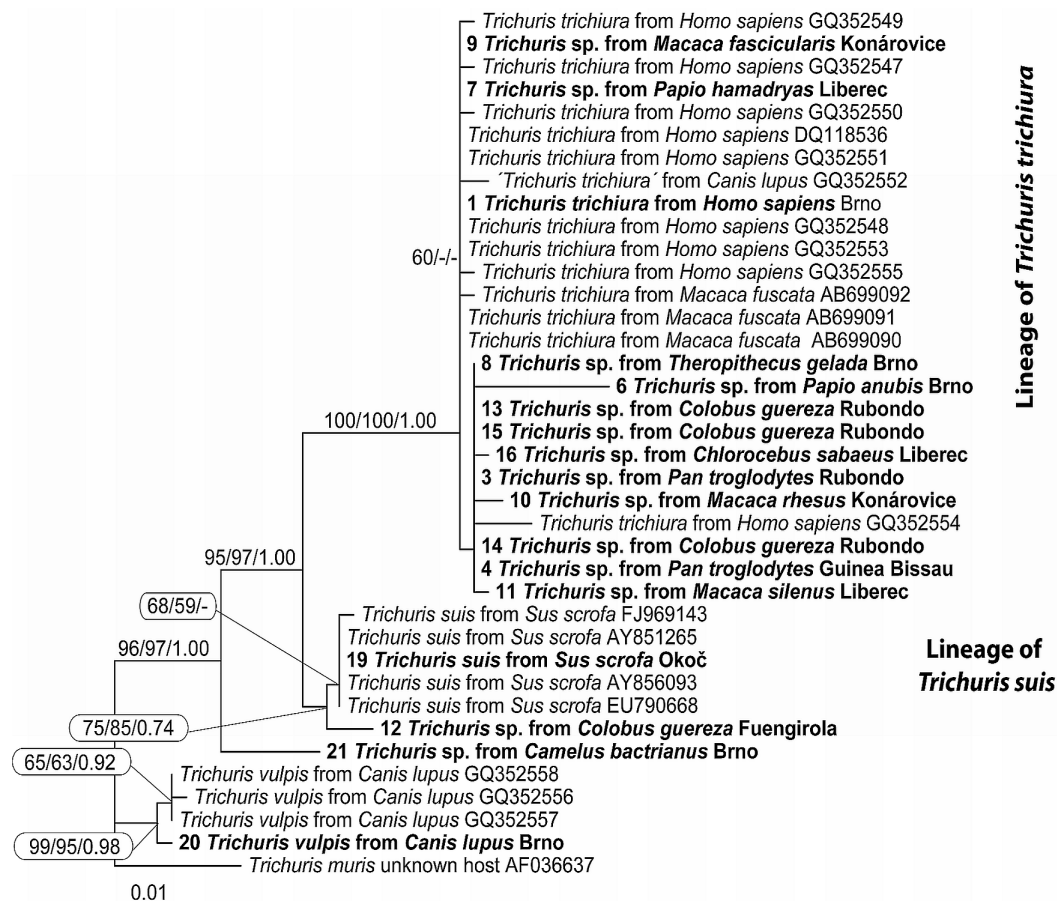 Trichuris trichiura from Homo sapiens GQ352549
9 Trichuris sp. from Macaca fascicularis Konárovice
Trichuris trichiura from Homo sapiens GQ352547
7 Trichuris sp. from Papio hamadryas Liberec
Trichuris trichiura from Homo sapiens GQ352550
Trichuris trichiura from Homo sapiens DQ118536
Trichuris trichiura from Homo sapiens GQ352551
´Trichuris trichiura´ from Canis lupus GQ352552
1 Trichuris trichiura from Homo sapiens Brno
Trichuris trichiura from Homo sapiens GQ352548
Trichuris trichiura from Homo sapiens GQ352553
60/-/-
Trichuris trichiura from Homo sapiens GQ352555
Trichuris trichiura from Macaca fuscata AB699092
Trichuris trichiura from Macaca fuscata AB699091
Trichuris trichiura from Macaca fuscata AB699090
8 Trichuris sp. from Theropithecus gelada Brno
6 Trichuris sp. from Papio anubis Brno
13 Trichuris sp. from Colobus guereza Rubondo
100/100/1.00
15 Trichuris sp. from Colobus guereza Rubondo
16 Trichuris sp. from Chlorocebus sabaeus Liberec
3 Trichuris sp. from Pan troglodytes Rubondo
10 Trichuris sp. from Macaca rhesus Konárovice
Trichuris trichiura from Homo sapiens GQ352554
14 Trichuris sp. from Colobus guereza Rubondo
95/97/1.00
4 Trichuris sp. from Pan troglodytes Guinea Bissau
11 Trichuris sp. from Macaca silenus Liberec
Lineage of Trichuris trichiura
68/59/-
Trichuris suis from Sus scrofa FJ969143
Trichuris suis from Sus scrofa AY851265
96/97/1.00
19 Trichuris suis from Sus scrofa Okoč
Trichuris suis from Sus scrofa AY856093
Trichuris suis from Sus scrofa EU790668
Lineage of
Trichuris suis
75/85/0.74
12 Trichuris sp. from Colobus guereza Fuengirola
21 Trichuris sp. from Camelus bactrianus Brno
65/63/0.92
Trichuris vulpis from Canis lupus GQ352558
Trichuris vulpis from Canis lupus GQ352556
Trichuris vulpis from Canis lupus GQ352557
99/95/0.98
20 Trichuris vulpis from Canis lupus Brno
Trichuris muris unknown host AF036637
0.01